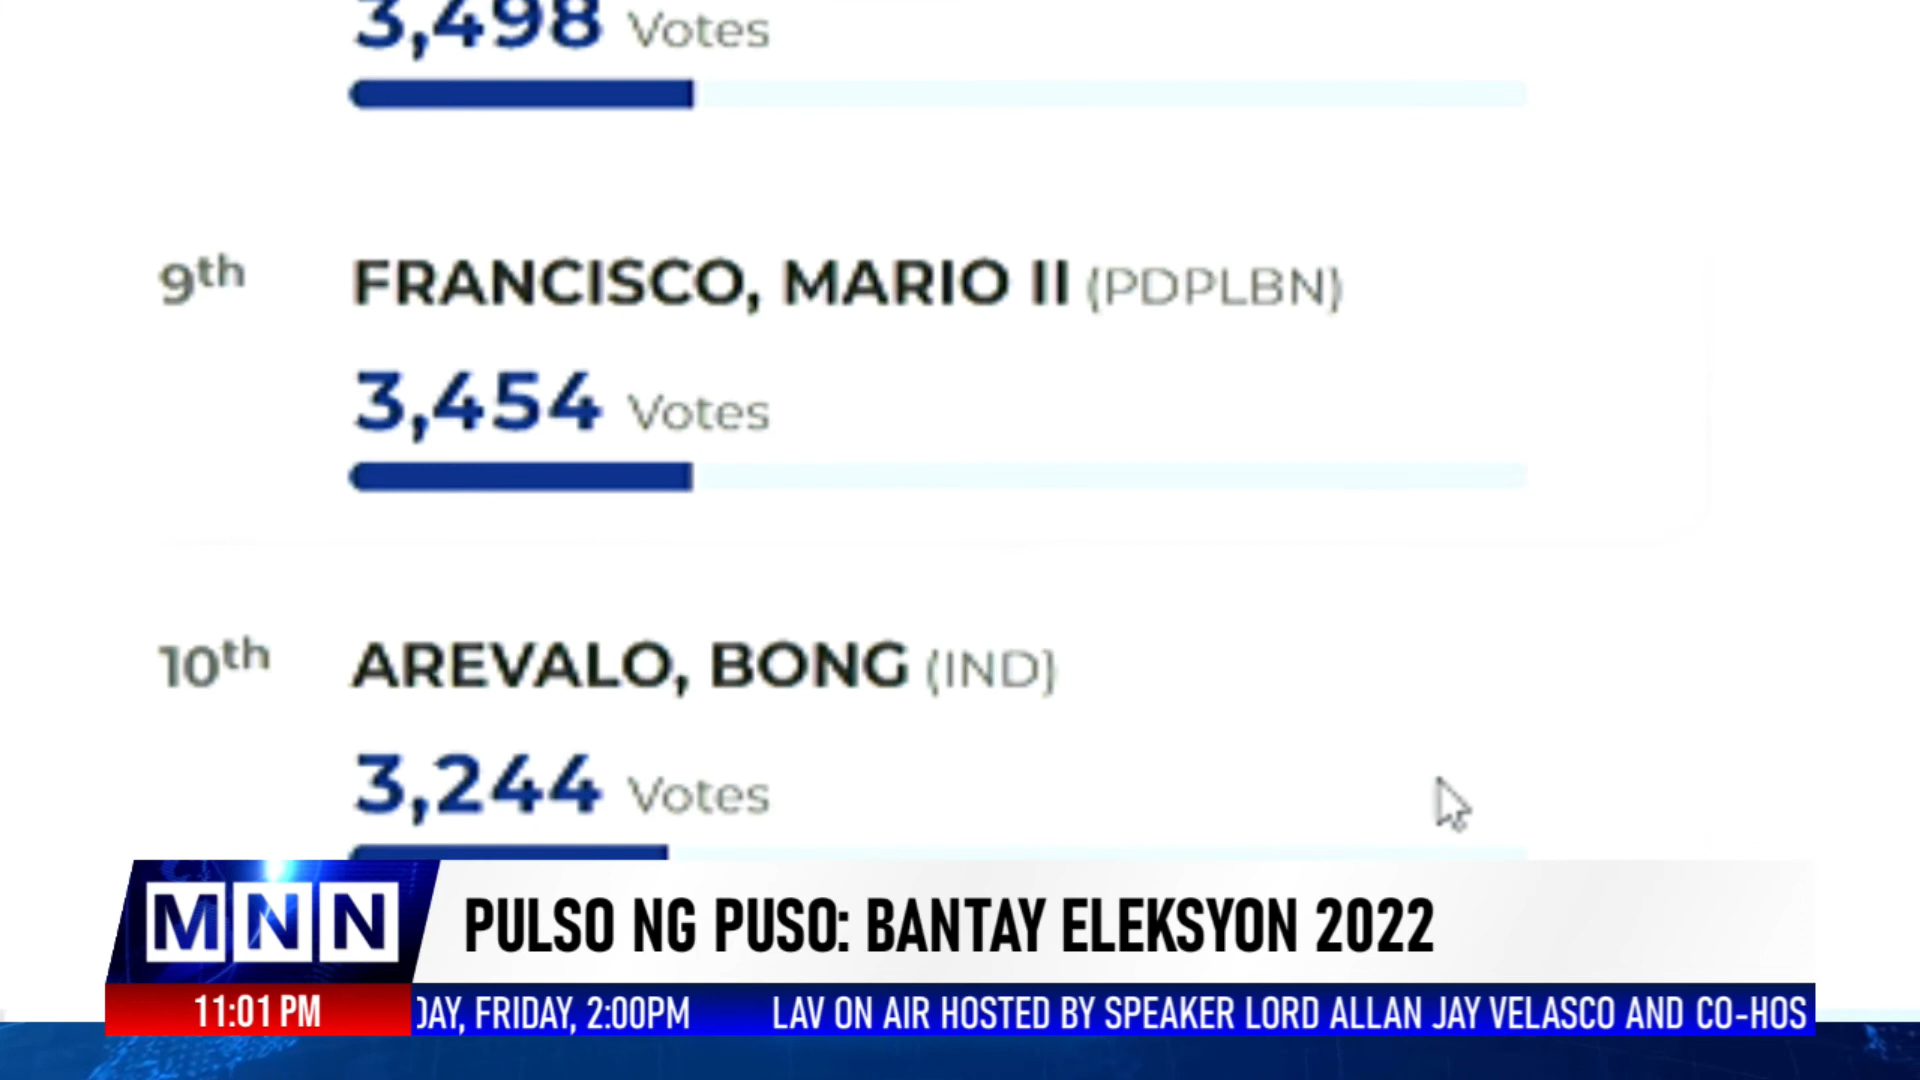 3,498 Votes
9th FRANCISCO, MARIO II (PDPLBN)
3,454 Votes
10th AREVALO, BONG (IND)
3,244 Votes
MNN
PULSO NG PUSO: BANTAY ELEKSYON 2022
11:01 PM
DAY, FRIDAY, 2:00PM LAV ON AIR HOSTED BY SPEAKER LORD ALLAN JAY VELASCO AND CO-HOS